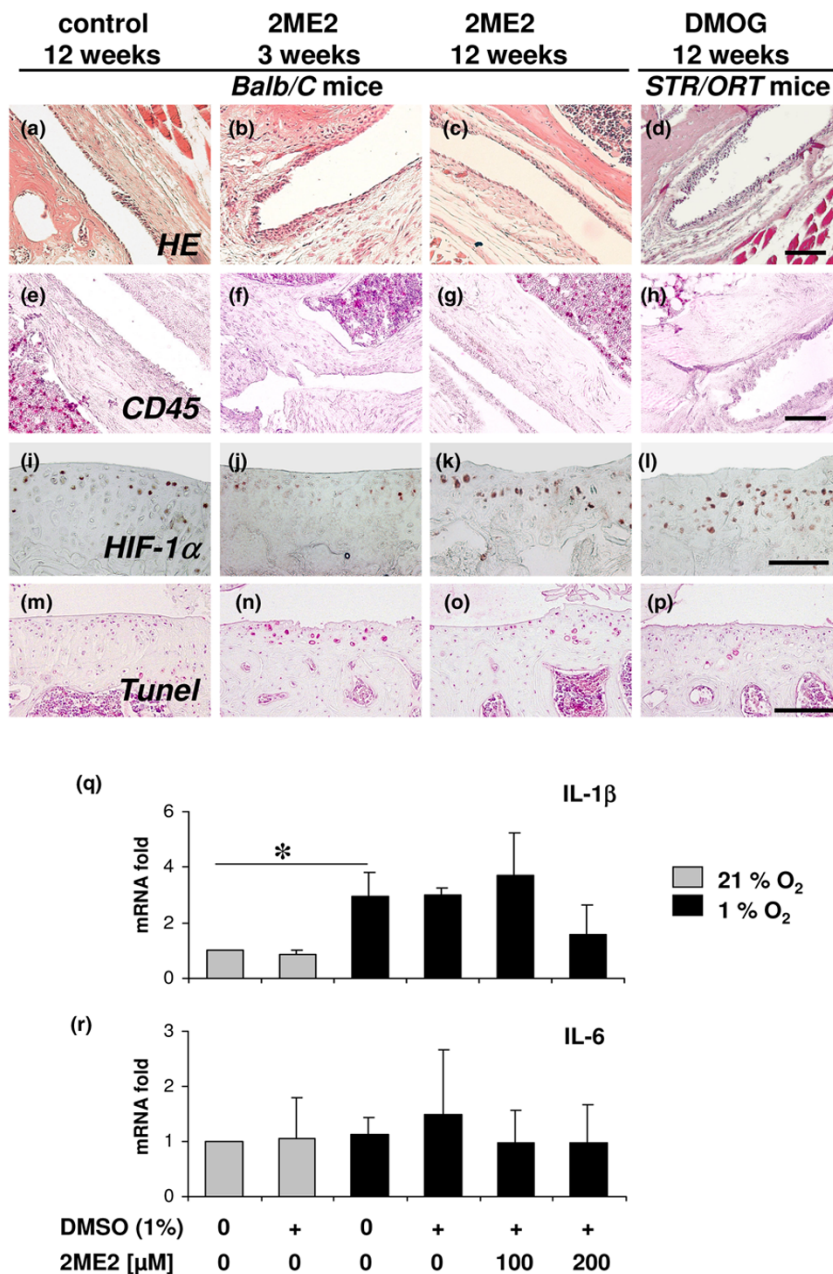 control 2ME2 2ME2 DMOG
12 weeks 3 weeks 12 weeks 12 weeks
Balb/C mice STR/ORT mice
(a) (b) (c) (d)
HE
(e) (f) (g) (h)
CD45
(i) (j) (k) (l)
HIF-1α
(m) (n) (o) (p)
Tunel
(q) IL-1β
6
4
2
0
mRNA fold
*
21 % O₂
1 % O₂
(r) IL-6
3
2
1
0
mRNA fold
DMSO (1%) 0 + 0 + + +
2ME2 [µM] 0 0 0 0 100 200